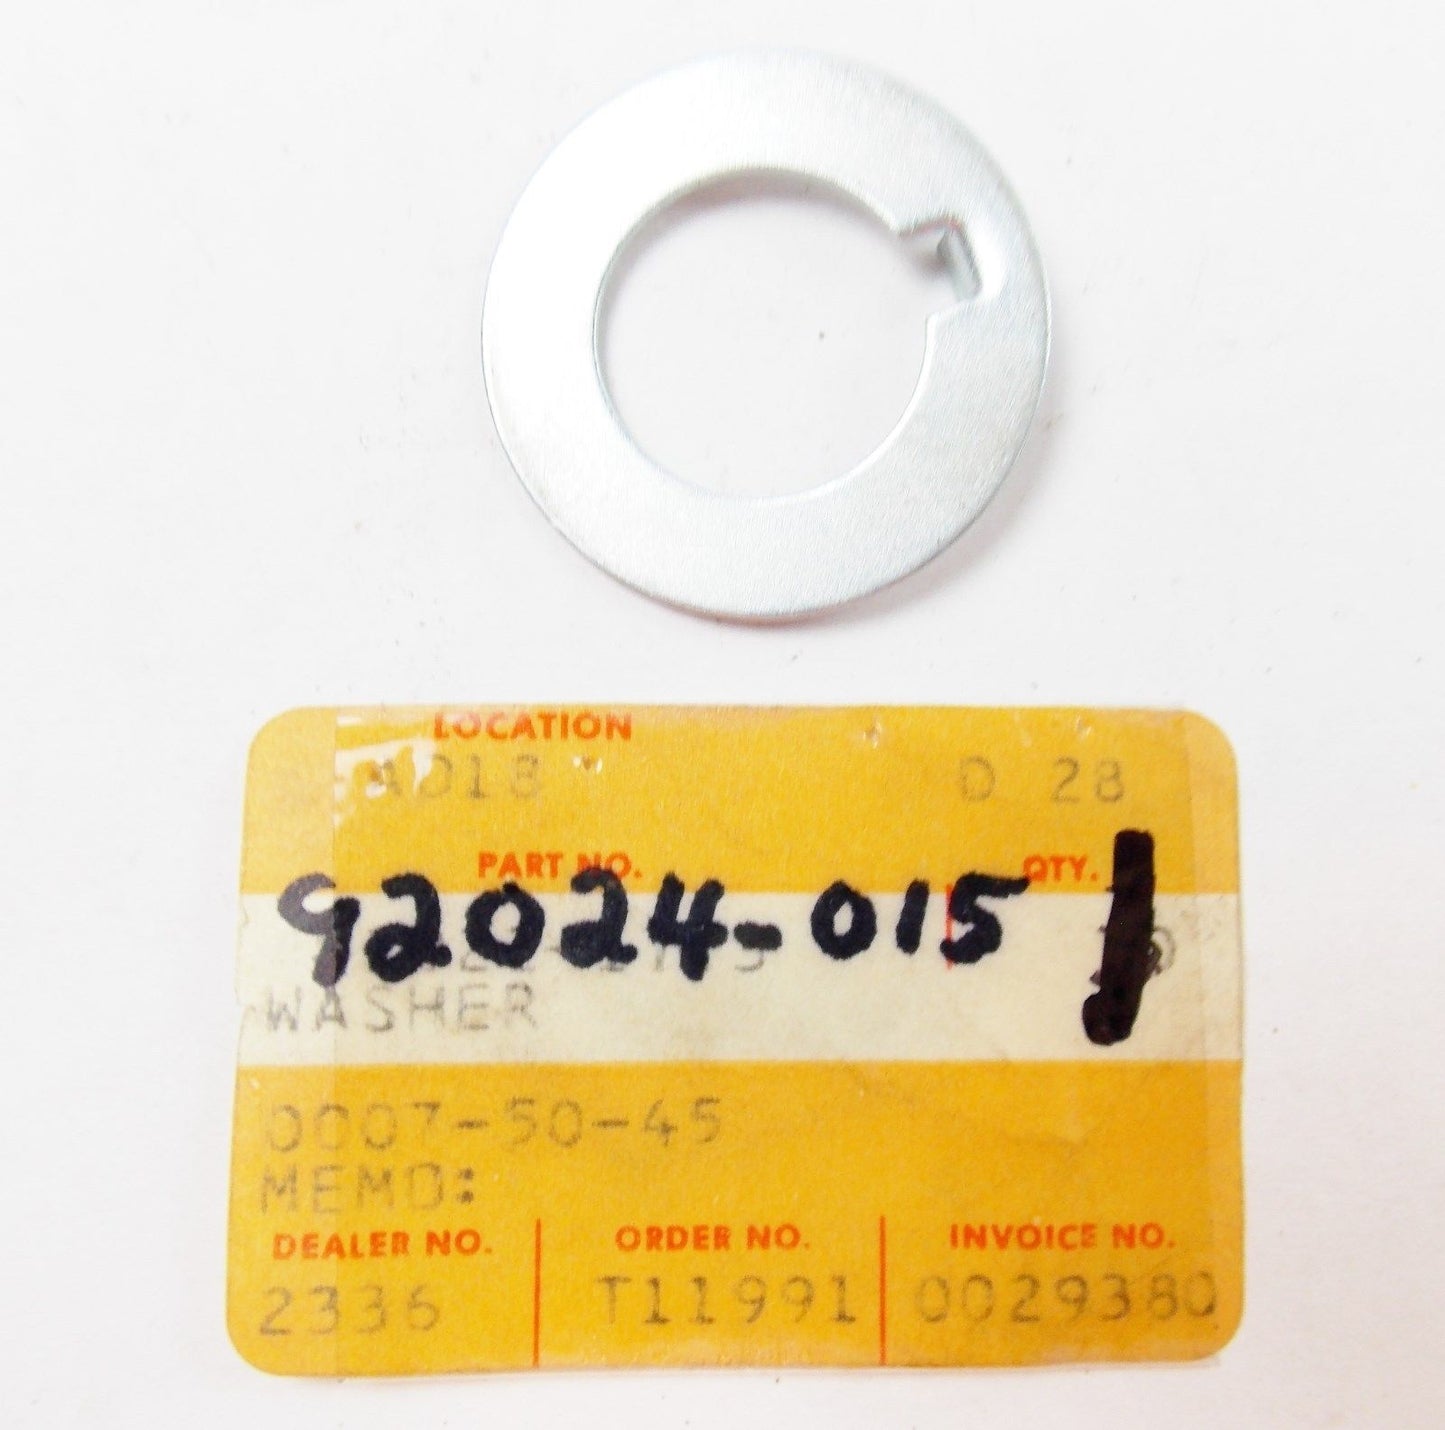 LOCATION
A018 D 28
PART NO. QTY.
92024-015 1
WASHER
0007-50-45
MEMO:
DEALER NO. ORDER NO. INVOICE NO.
2336 T11991 0029380